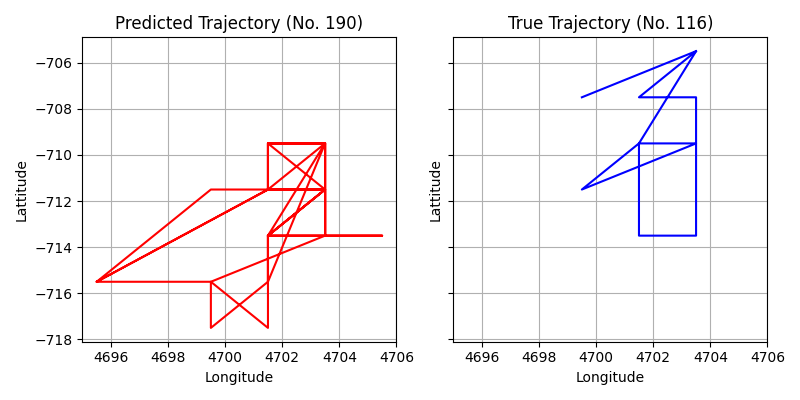 Predicted Trajectory (No. 190)
True Trajectory (No. 116)
Lattitude
−706
−708
−710
−712
−714
−716
−718
4696 4698 4700 4702 4704 4706
Longitude
Lattitude
4696 4698 4700 4702 4704 4706
Longitude